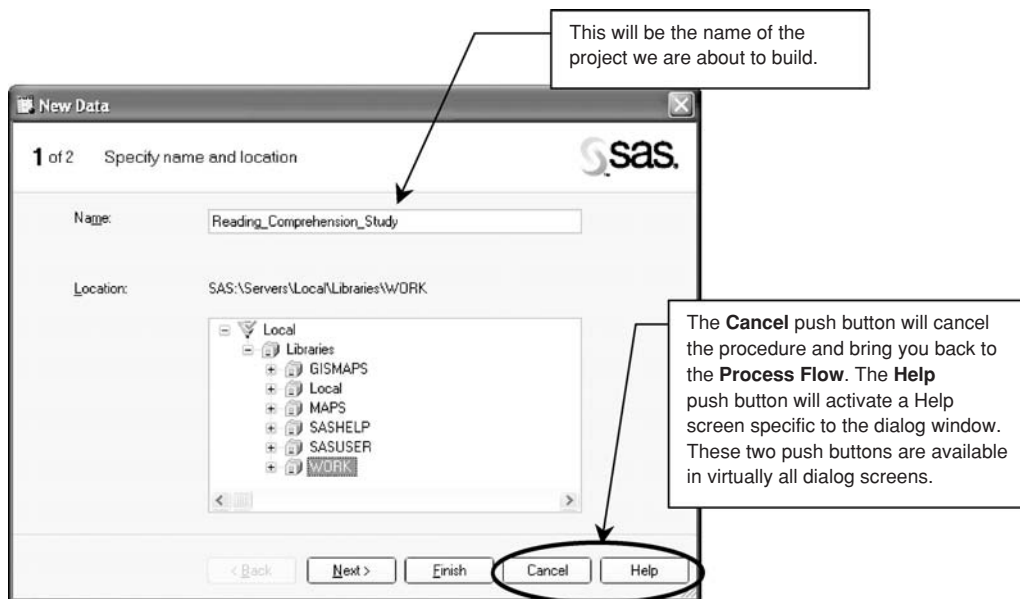 This will be the name of the
project we are about to build.
New Data
1 of 2 Specify name and location
sas.
Name:
Reading_Comprehension_Study
Location:
SAS:\Servers\Local\Libraries\WORK
Local
Libraries
GISMAPS
Local
MAPS
SASHELP
SASUSER
WORK
The Cancel push button will cancel
the procedure and bring you back to
the Process Flow. The Help
push button will activate a Help
screen specific to the dialog window.
These two push buttons are available
in virtually all dialog screens.
< Back Next > Finish Cancel Help